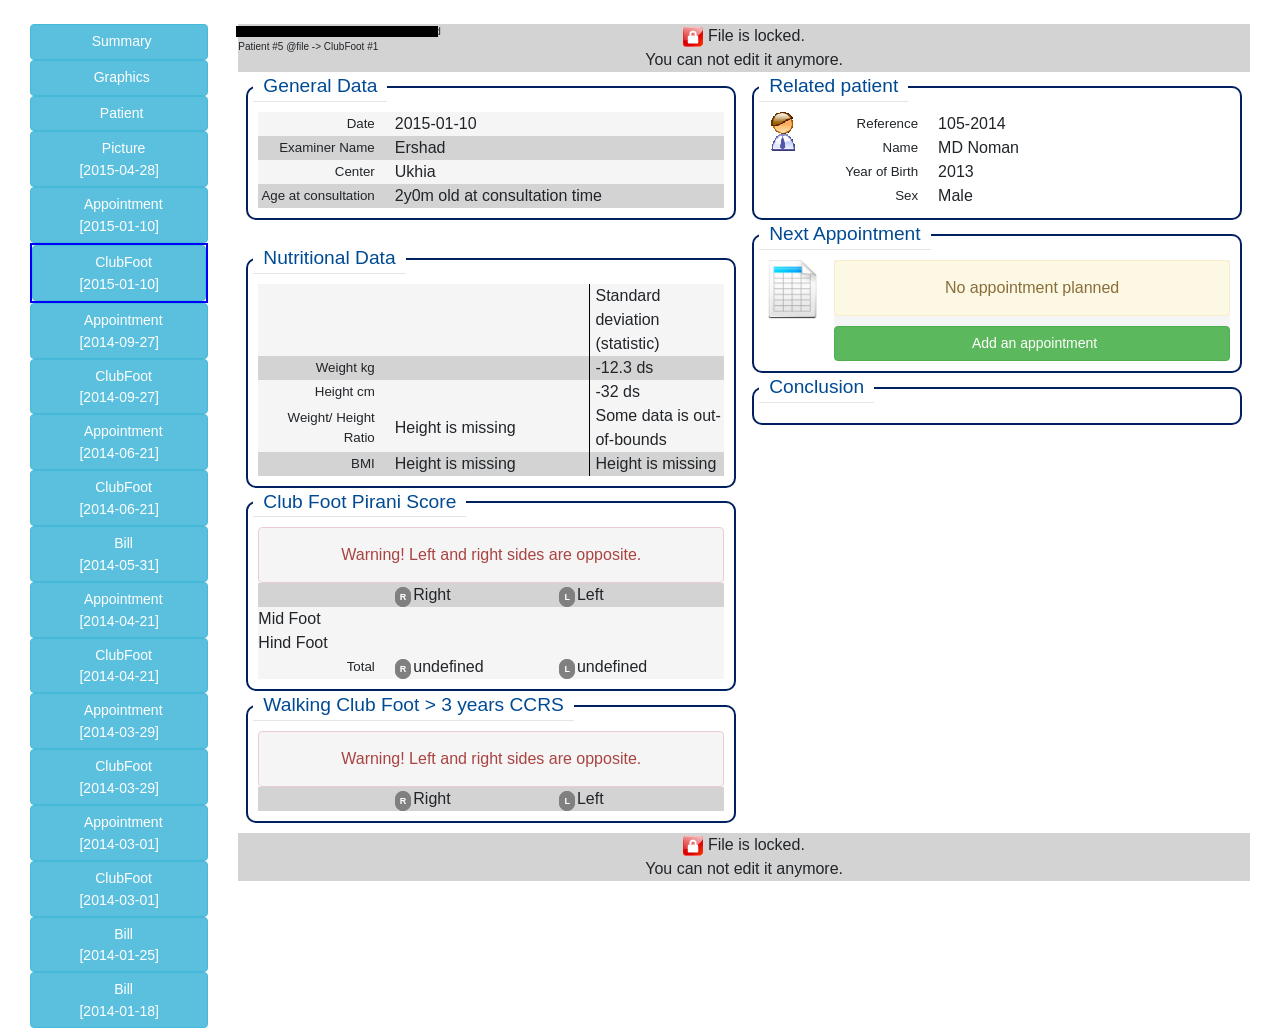 Summary
Graphics
Patient
Picture
[2015-04-28]
Appointment
[2015-01-10]
ClubFoot
[2015-01-10]
Appointment
[2014-09-27]
ClubFoot
[2014-09-27]
Appointment
[2014-06-21]
ClubFoot
[2014-06-21]
Bill
[2014-05-31]
Appointment
[2014-04-21]
ClubFoot
[2014-04-21]
Appointment
[2014-03-29]
ClubFoot
[2014-03-29]
Appointment
[2014-03-01]
ClubFoot
[2014-03-01]
Bill
[2014-01-25]
Bill
[2014-01-18]
Patient #5 @file -> ClubFoot #1
File is locked.
You can not edit it anymore.
General Data
Date 2015-01-10
Examiner Name Ershad
Center Ukhia
Age at consultation 2y0m old at consultation time
Nutritional Data
Standard
deviation
(statistic)
Weight kg -12.3 ds
Height cm -32 ds
Weight/ Height
Ratio Height is missing Some data is out-
of-bounds
BMI Height is missing Height is missing
Club Foot Pirani Score
Warning! Left and right sides are opposite.
R Right L Left
Mid Foot
Hind Foot
Total R undefined L undefined
Walking Club Foot > 3 years CCRS
Warning! Left and right sides are opposite.
R Right L Left
Related patient
Reference 105-2014
Name MD Noman
Year of Birth 2013
Sex Male
Next Appointment
No appointment planned
Add an appointment
Conclusion
File is locked.
You can not edit it anymore.